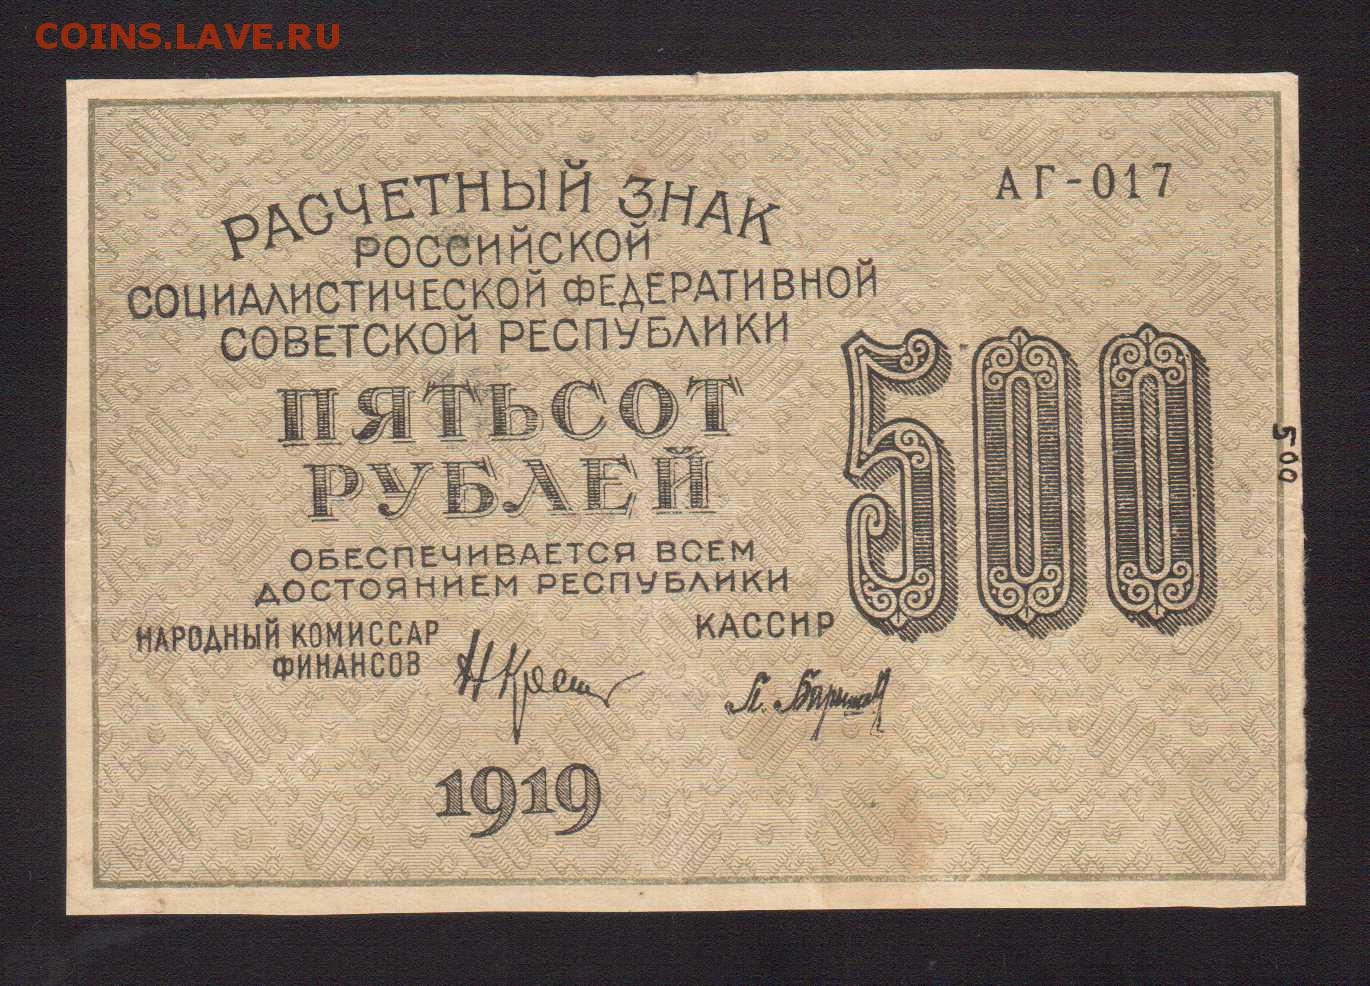 COINS.LAVE.RU
АГ-017
РАСЧЕТНЫЙ ЗНАК
РОССИЙСКОЙ
СОЦИАЛИСТИЧЕСКОЙ ФЕДЕРАТИВНОЙ
СОВЕТСКОЙ РЕСПУБЛИКИ
ПЯТЬСОТ
РУБЛЕЙ
500
500
ОБЕСПЕЧИВАЕТСЯ ВСЕМ
ДОСТОЯНИЕМ РЕСПУБЛИКИ
НАРОДНЫЙ КОМИССАР
ФИНАНСОВ
КАССИР
1919